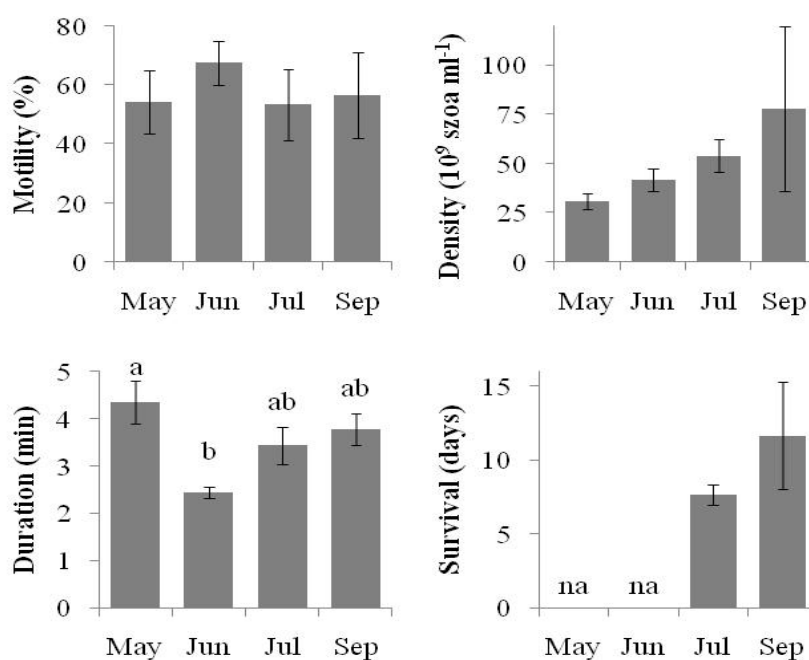 Motility (%)
80
60
40
20
0
May Jun Jul Sep
Density (10⁹ szoa ml⁻¹)
100
75
50
25
0
May Jun Jul Sep
Duration (min)
5
4
3
2
1
0
a
b
ab
ab
May Jun Jul Sep
Survival (days)
15
10
5
0
na na
May Jun Jul Sep